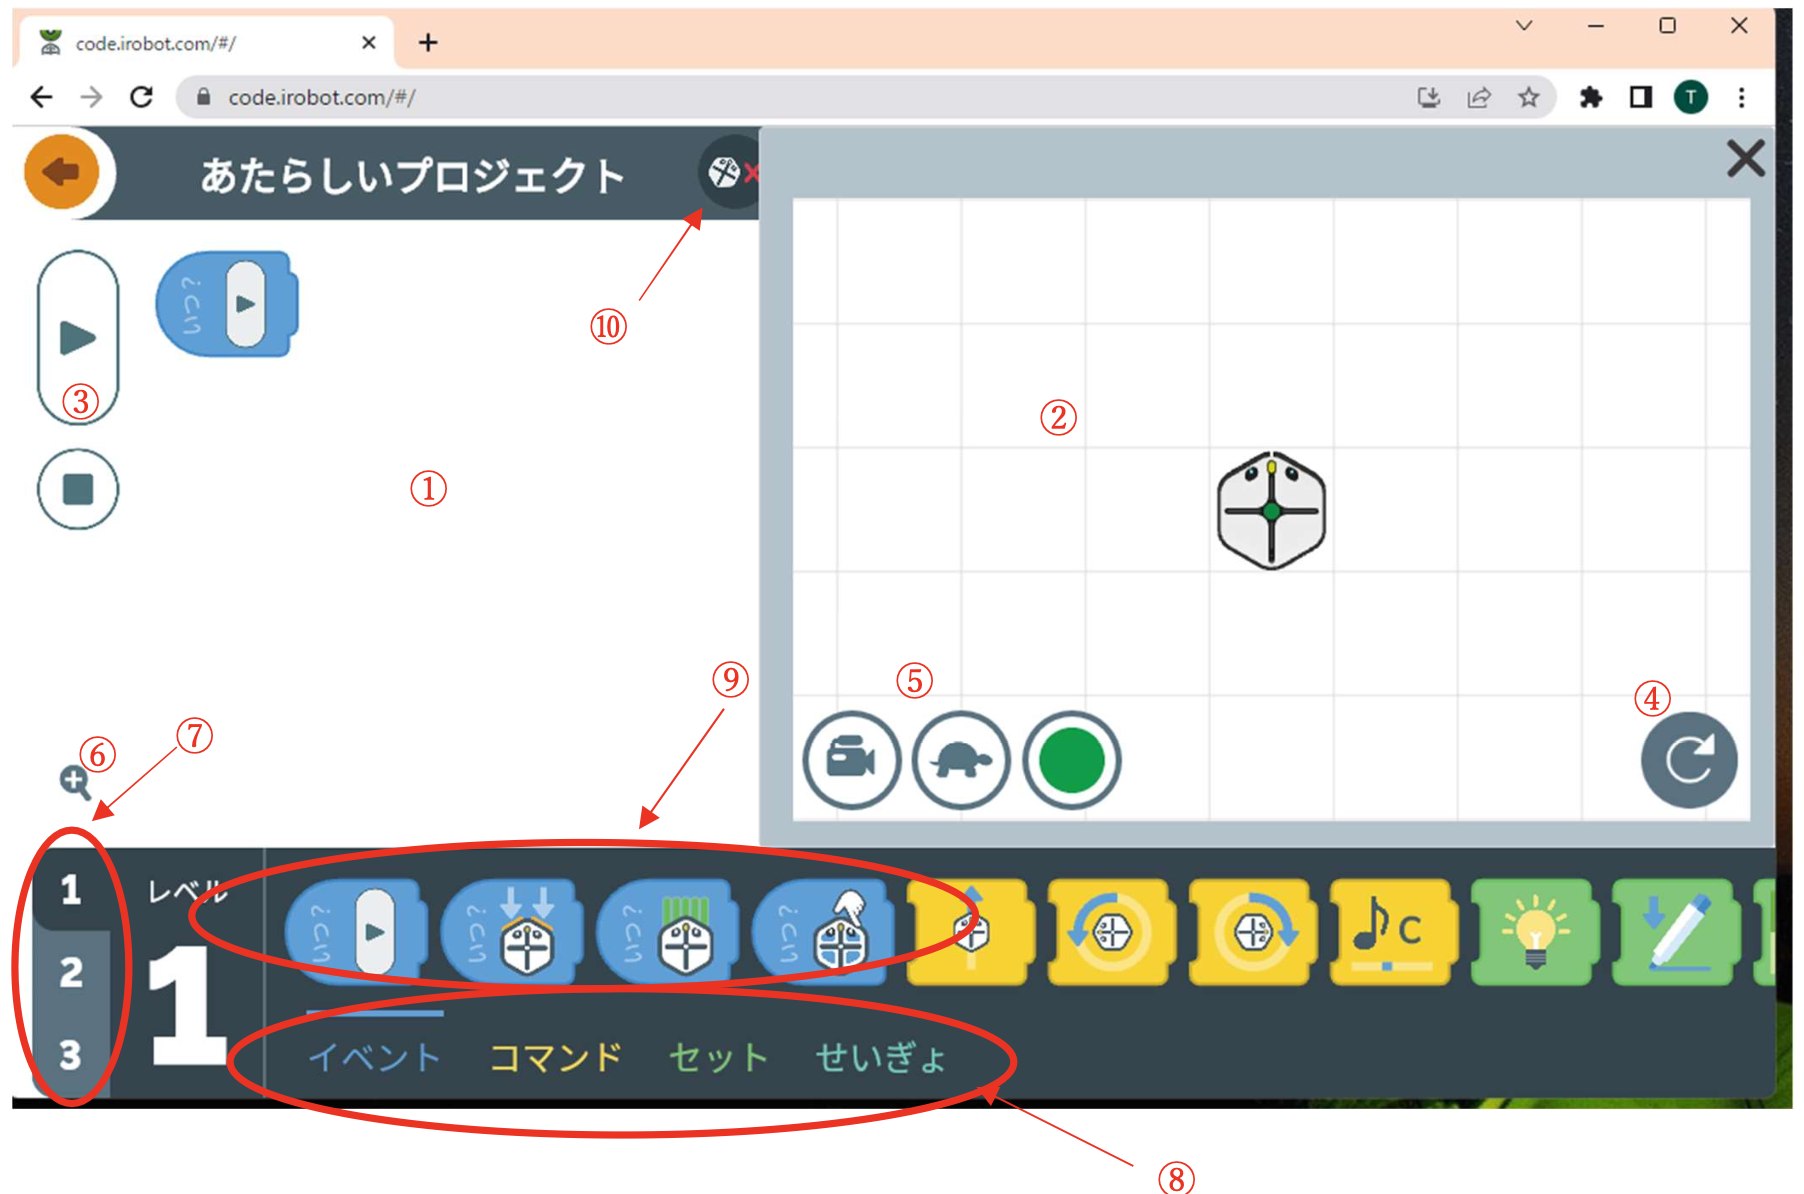 code.irobot.com/#/
code.irobot.com/#/
T
あたらしいプロジェクト
⑩
いつ?
③
②
①
⑨
⑤
④
⑦
⑥
1
レベル
いつ?
いつ?
いつ?
いつ?
C
2
1
3
イベント
コマンド
セット
せいぎょ
⑧